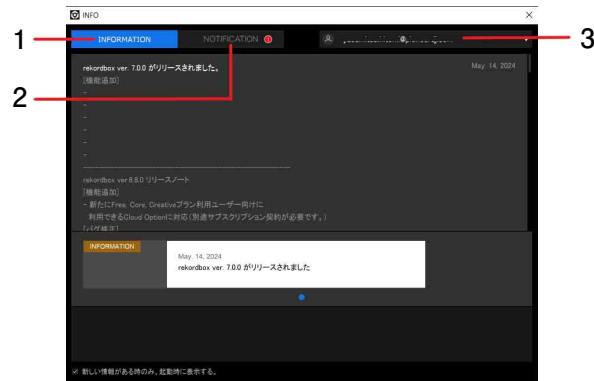 INFO
1
INFORMATION
NOTIFICATION
3
rekordbox ver. 7.0.0 がリリースされました。
May. 14, 2024
[機能追加]
2
-
-
-
-
-
rekordbox ver.6.8.0 リリースノート
[機能追加]
- 新たにFree, Core, Creativeプラン利用ユーザー向けに
利用できるCloud Optionに対応(別途サブスクリプション契約が必要です。)
[バグ修正]
INFORMATION
May. 14, 2024
rekordbox ver. 7.0.0 がリリースされました
新しい情報がある時のみ、起動時に表示する。